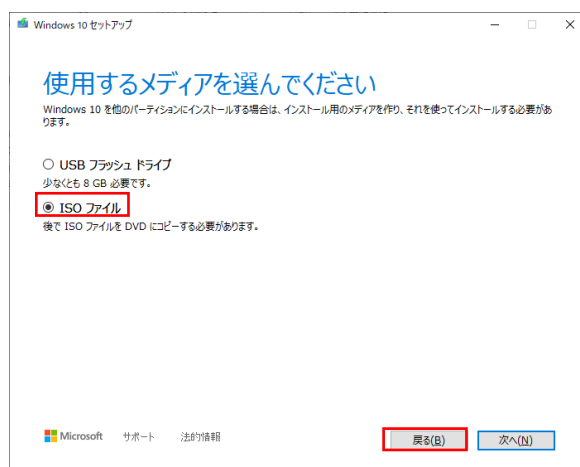 Windows 10 セットアップ
使用するメディアを選んでください
Windows 10 を他のパーティションにインストールする場合は、インストール用のメディアを作り、それを使ってインストールする必要があ
ります。
USB フラッシュ ドライブ
少なくとも 8 GB 必要です。
ISO ファイル
後で ISO ファイルを DVD にコピーする必要があります。
Microsoft サポート 法的情報 戻る(B) 次へ(N)